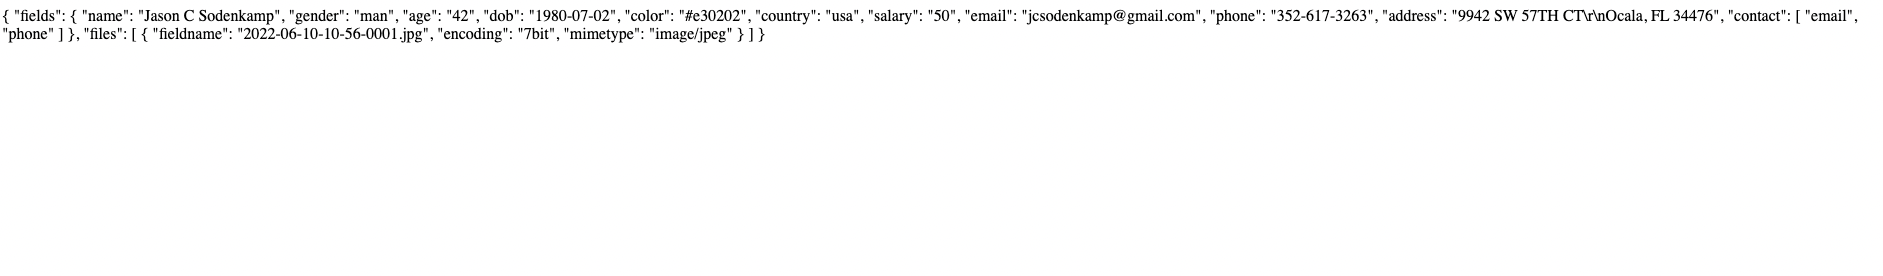 { "fields": { "name": "Jason C Sodenkamp", "gender": "man", "age": "42", "dob": "1980-07-02", "color": "#e30202", "country": "usa", "salary": "50", "email": "jcsodenkamp@gmail.com", "phone": "352-617-3263", "address": "9942 SW 57TH CT\r\nOcala, FL 34476", "contact": [ "email",
"phone" ] }, "files": [ { "fieldname": "2022-06-10-10-56-0001.jpg", "encoding": "7bit", "mimetype": "image/jpeg" } ] }